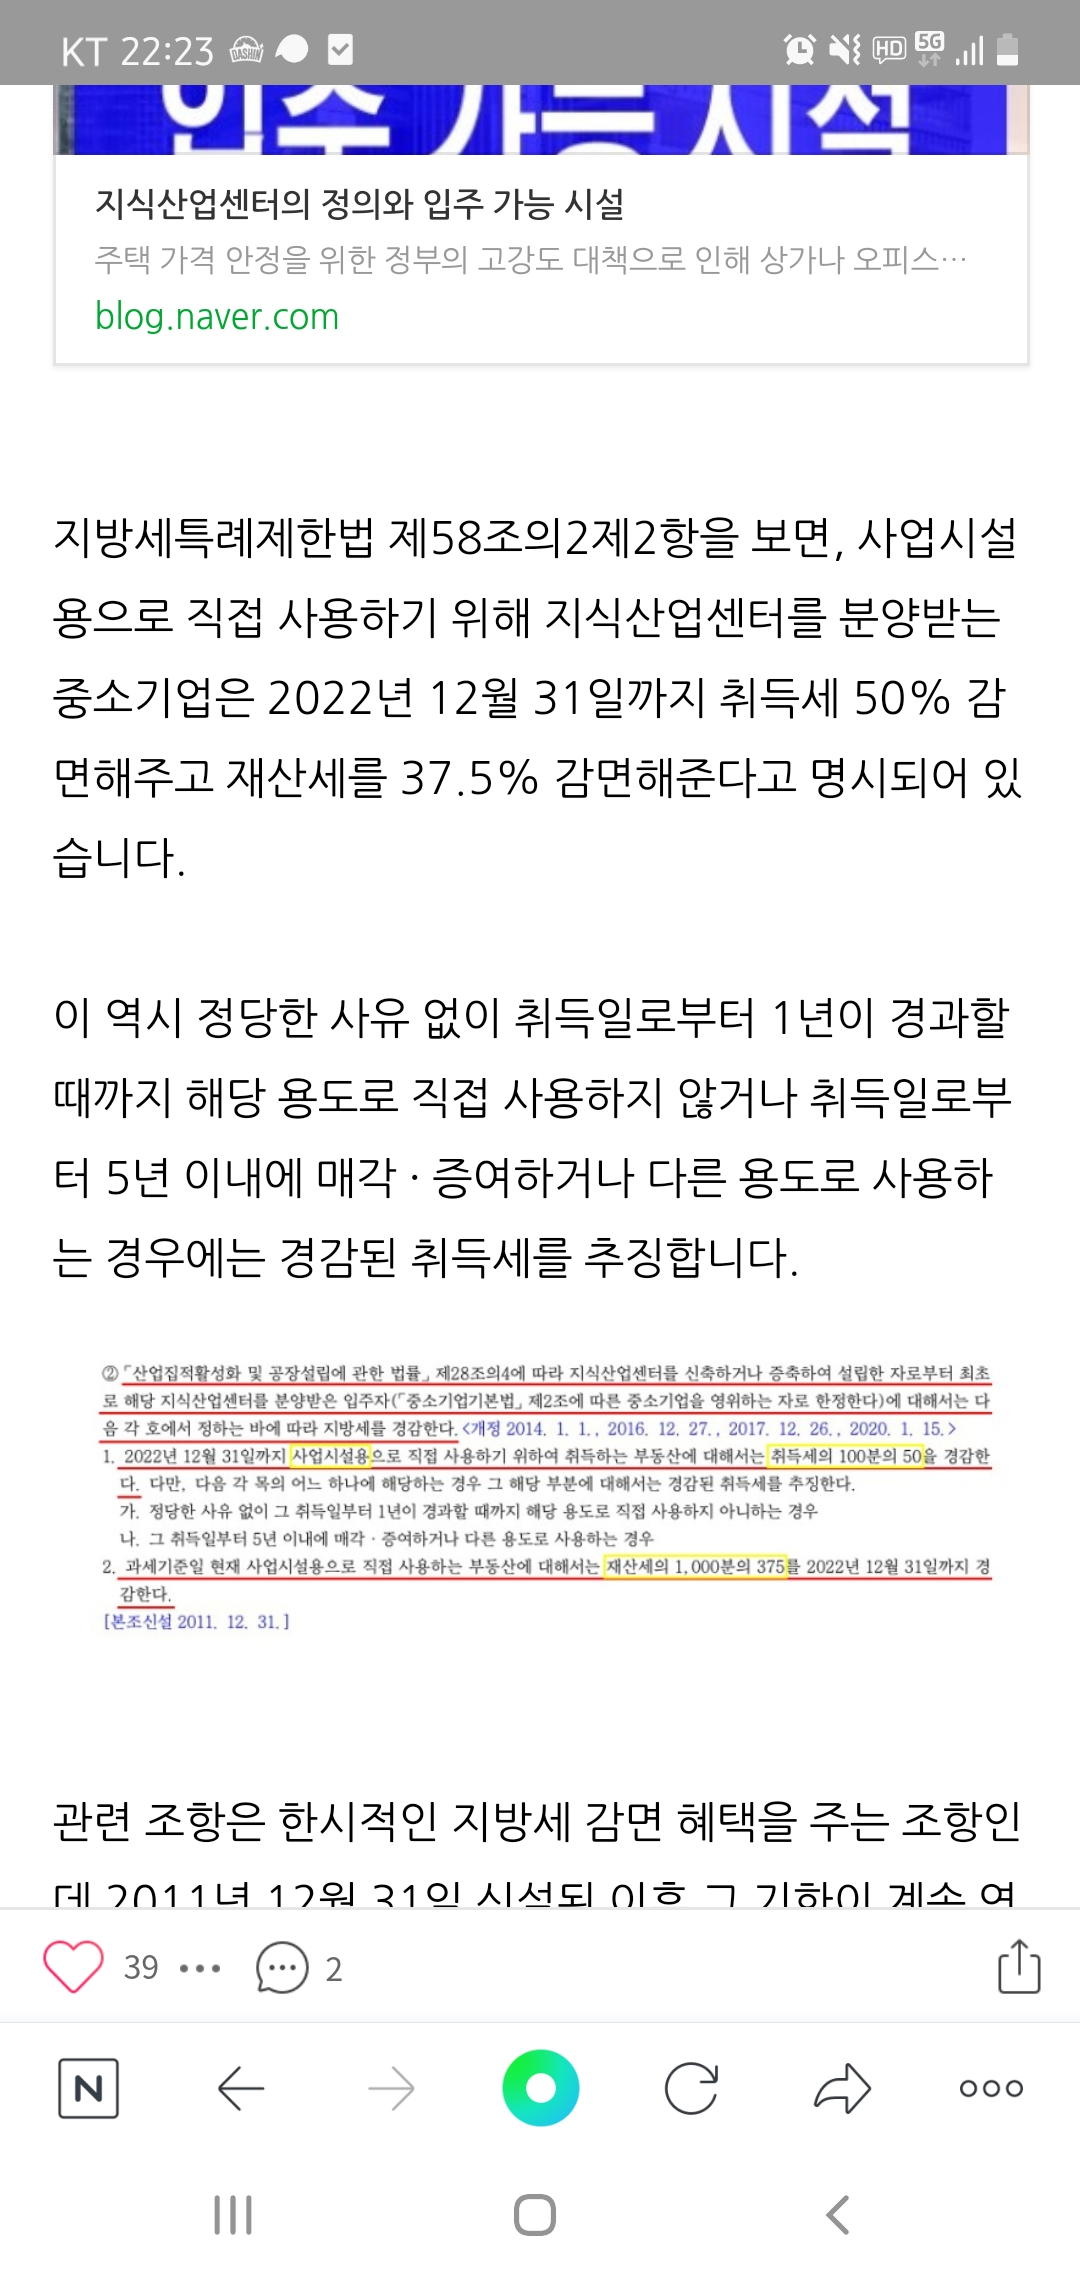 KT 22:23
HD 5G
입주 가능 시설
지식산업센터의 정의와 입주 가능 시설
주택 가격 안정을 위한 정부의 고강도 대책으로 인해 상가나 오피스…
blog.naver.com
지방세특례제한법 제58조의2제2항을 보면, 사업시설
용으로 직접 사용하기 위해 지식산업센터를 분양받는
중소기업은 2022년 12월 31일까지 취득세 50% 감
면해주고 재산세를 37.5% 감면해준다고 명시되어 있
습니다.
이 역시 정당한 사유 없이 취득일로부터 1년이 경과할
때까지 해당 용도로 직접 사용하지 않거나 취득일로부
터 5년 이내에 매각 · 증여하거나 다른 용도로 사용하
는 경우에는 경감된 취득세를 추징합니다.
②「산업집적활성화 및 공장설립에 관한 법률」 제28조의4에 따라 지식산업센터를 신축하거나 증축하여 설립한 자로부터 최초
로 해당 지식산업센터를 분양받은 입주자(「중소기업기본법」 제2조에 따른 중소기업을 영위하는 자로 한정한다)에 대해서는 다
음 각 호에서 정하는 바에 따라 지방세를 경감한다. <개정 2014. 1. 1., 2016. 12. 27., 2017. 12. 26., 2020. 1. 15.>
1. 2022년 12월 31일까지 사업시설용으로 직접 사용하기 위하여 취득하는 부동산에 대해서는 취득세의 100분의 50을 경감한
다. 다만, 다음 각 목의 어느 하나에 해당하는 경우 그 해당 부분에 대해서는 경감된 취득세를 추징한다.
가. 정당한 사유 없이 그 취득일부터 1년이 경과할 때까지 해당 용도로 직접 사용하지 아니하는 경우
나. 그 취득일부터 5년 이내에 매각 · 증여하거나 다른 용도로 사용하는 경우
2. 과세기준일 현재 사업시설용으로 직접 사용하는 부동산에 대해서는 재산세의 1,000분의 375를 2022년 12월 31일까지 경
감한다.
[본조신설 2011. 12. 31.]
관련 조항은 한시적인 지방세 감면 혜택을 주는 조항인
데 2011년 12월 31일 신설된 이후 그 기한이 계속 연
39 2
N